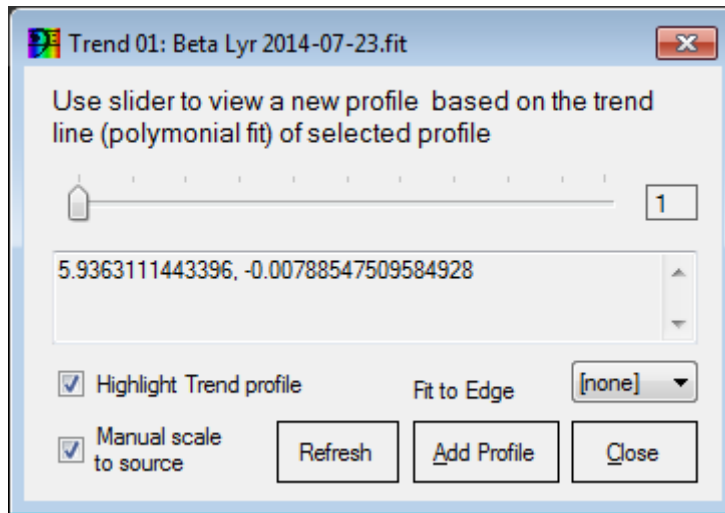 Trend 01: Beta Lyr 2014-07-23.fit
Use slider to view a new profile based on the trend
line (polymonial fit) of selected profile
1
5.9363111443396, -0.00788547509584928
Highlight Trend profile
Fit to Edge
[none]
Manual scale
to source
Refresh
Add Profile
Close